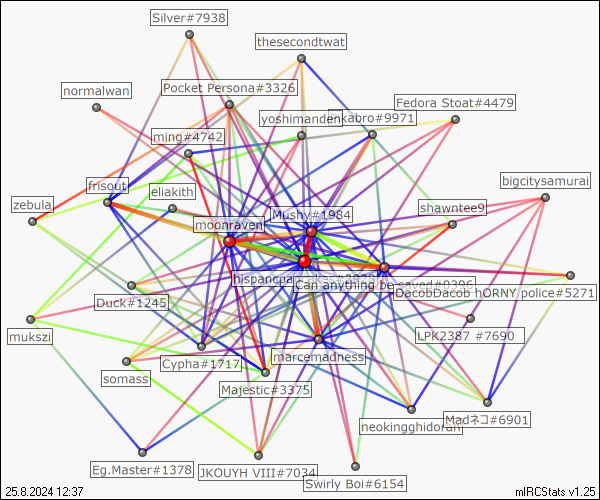 Silver#7938
thesecondtwat
normalwan
Pocket Persona#3326
Fedora Stoat#4479
yoshimanden
nkabro#9971
ming#4742
bigcitysamurai
frisout
eliakith
zebula
shawntee9
Mushy#1984
moonraven
hispancpa
Can anything be saved#0396
DacobDacob hORNY police#5271
Duck#1245
LPK2387 #7690
mukszi
marcemadness
Cypha#1717
somass
Majestic#3375
Madネコ#6901
neokingghidorah
Eg.Master#1378
JKOUYH VIII#7034
Swirly Boi#6154
25.8.2024 12:37
mIRCStats v1.25